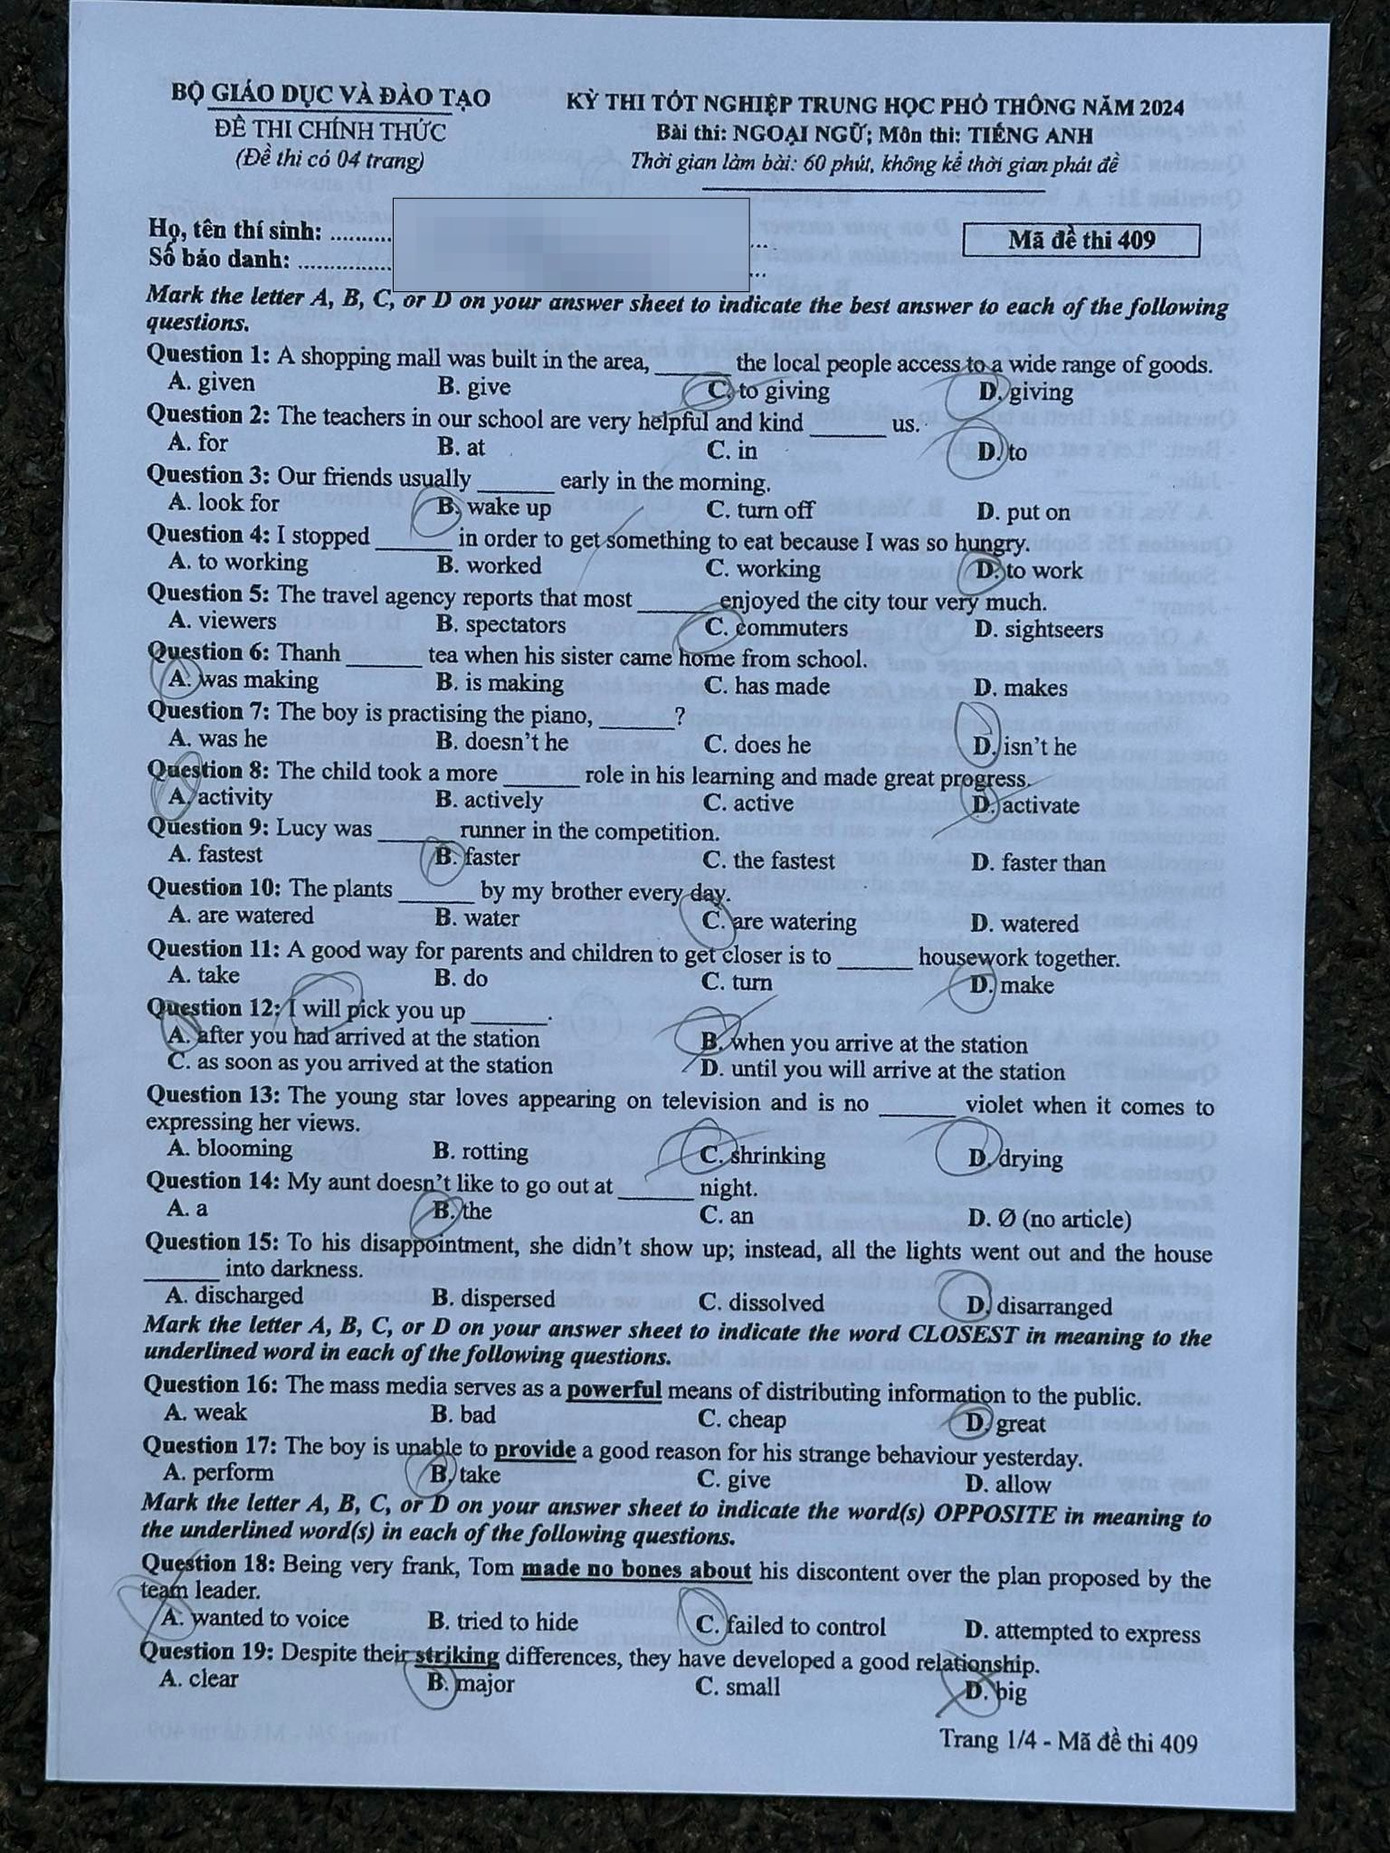 BỘ GIÁO DỤC VÀ ĐÀO TẠO
ĐỀ THI CHÍNH THỨC
(Đề thi có 04 trang)
KỲ THI TỐT NGHIỆP TRUNG HỌC PHỔ THÔNG NĂM 2024
Bài thi: NGOẠI NGỮ; Môn thi: TIẾNG ANH
Thời gian làm bài: 60 phút, không kể thời gian phát đề
Họ, tên thí sinh: ..........
Số báo danh: ..............
Mã đề thi 409
Mark the letter A, B, C, or D on your answer sheet to indicate the best answer to each of the following
questions.
Question 1: A shopping mall was built in the area, _______ the local people access to a wide range of goods.
A. given B. give C. to giving D. giving
Question 2: The teachers in our school are very helpful and kind _______ us.
A. for B. at C. in D. to
Question 3: Our friends usually _______ early in the morning.
A. look for B. wake up C. turn off D. put on
Question 4: I stopped _______ in order to get something to eat because I was so hungry.
A. to working B. worked C. working D. to work
Question 5: The travel agency reports that most _______ enjoyed the city tour very much.
A. viewers B. spectators C. commuters D. sightseers
Question 6: Thanh _______ tea when his sister came home from school.
A. was making B. is making C. has made D. makes
Question 7: The boy is practising the piano, _______?
A. was he B. doesn't he C. does he D. isn't he
Question 8: The child took a more _______ role in his learning and made great progress.
A. activity B. actively C. active D. activate
Question 9: Lucy was _______ runner in the competition.
A. fastest B. faster C. the fastest D. faster than
Question 10: The plants _______ by my brother every day.
A. are watered B. water C. are watering D. watered
Question 11: A good way for parents and children to get closer is to _______ housework together.
A. take B. do C. turn D. make
Question 12: I will pick you up _______.
A. after you had arrived at the station B. when you arrive at the station
C. as soon as you arrived at the station D. until you will arrive at the station
Question 13: The young star loves appearing on television and is no _______ violet when it comes to
expressing her views.
A. blooming B. rotting C. shrinking D. drying
Question 14: My aunt doesn't like to go out at _______ night.
A. a B. the C. an D. Ø (no article)
Question 15: To his disappointment, she didn't show up; instead, all the lights went out and the house
_______ into darkness.
A. discharged B. dispersed C. dissolved D. disarranged
Mark the letter A, B, C, or D on your answer sheet to indicate the word CLOSEST in meaning to the
underlined word in each of the following questions.
Question 16: The mass media serves as a powerful means of distributing information to the public.
A. weak B. bad C. cheap D. great
Question 17: The boy is unable to provide a good reason for his strange behaviour yesterday.
A. perform B. take C. give D. allow
Mark the letter A, B, C, or D on your answer sheet to indicate the word(s) OPPOSITE in meaning to
the underlined word(s) in each of the following questions.
Question 18: Being very frank, Tom made no bones about his discontent over the plan proposed by the
team leader.
A. wanted to voice B. tried to hide C. failed to control D. attempted to express
Question 19: Despite their striking differences, they have developed a good relationship.
A. clear B. major C. small D. big
Trang 1/4 - Mã đề thi 409